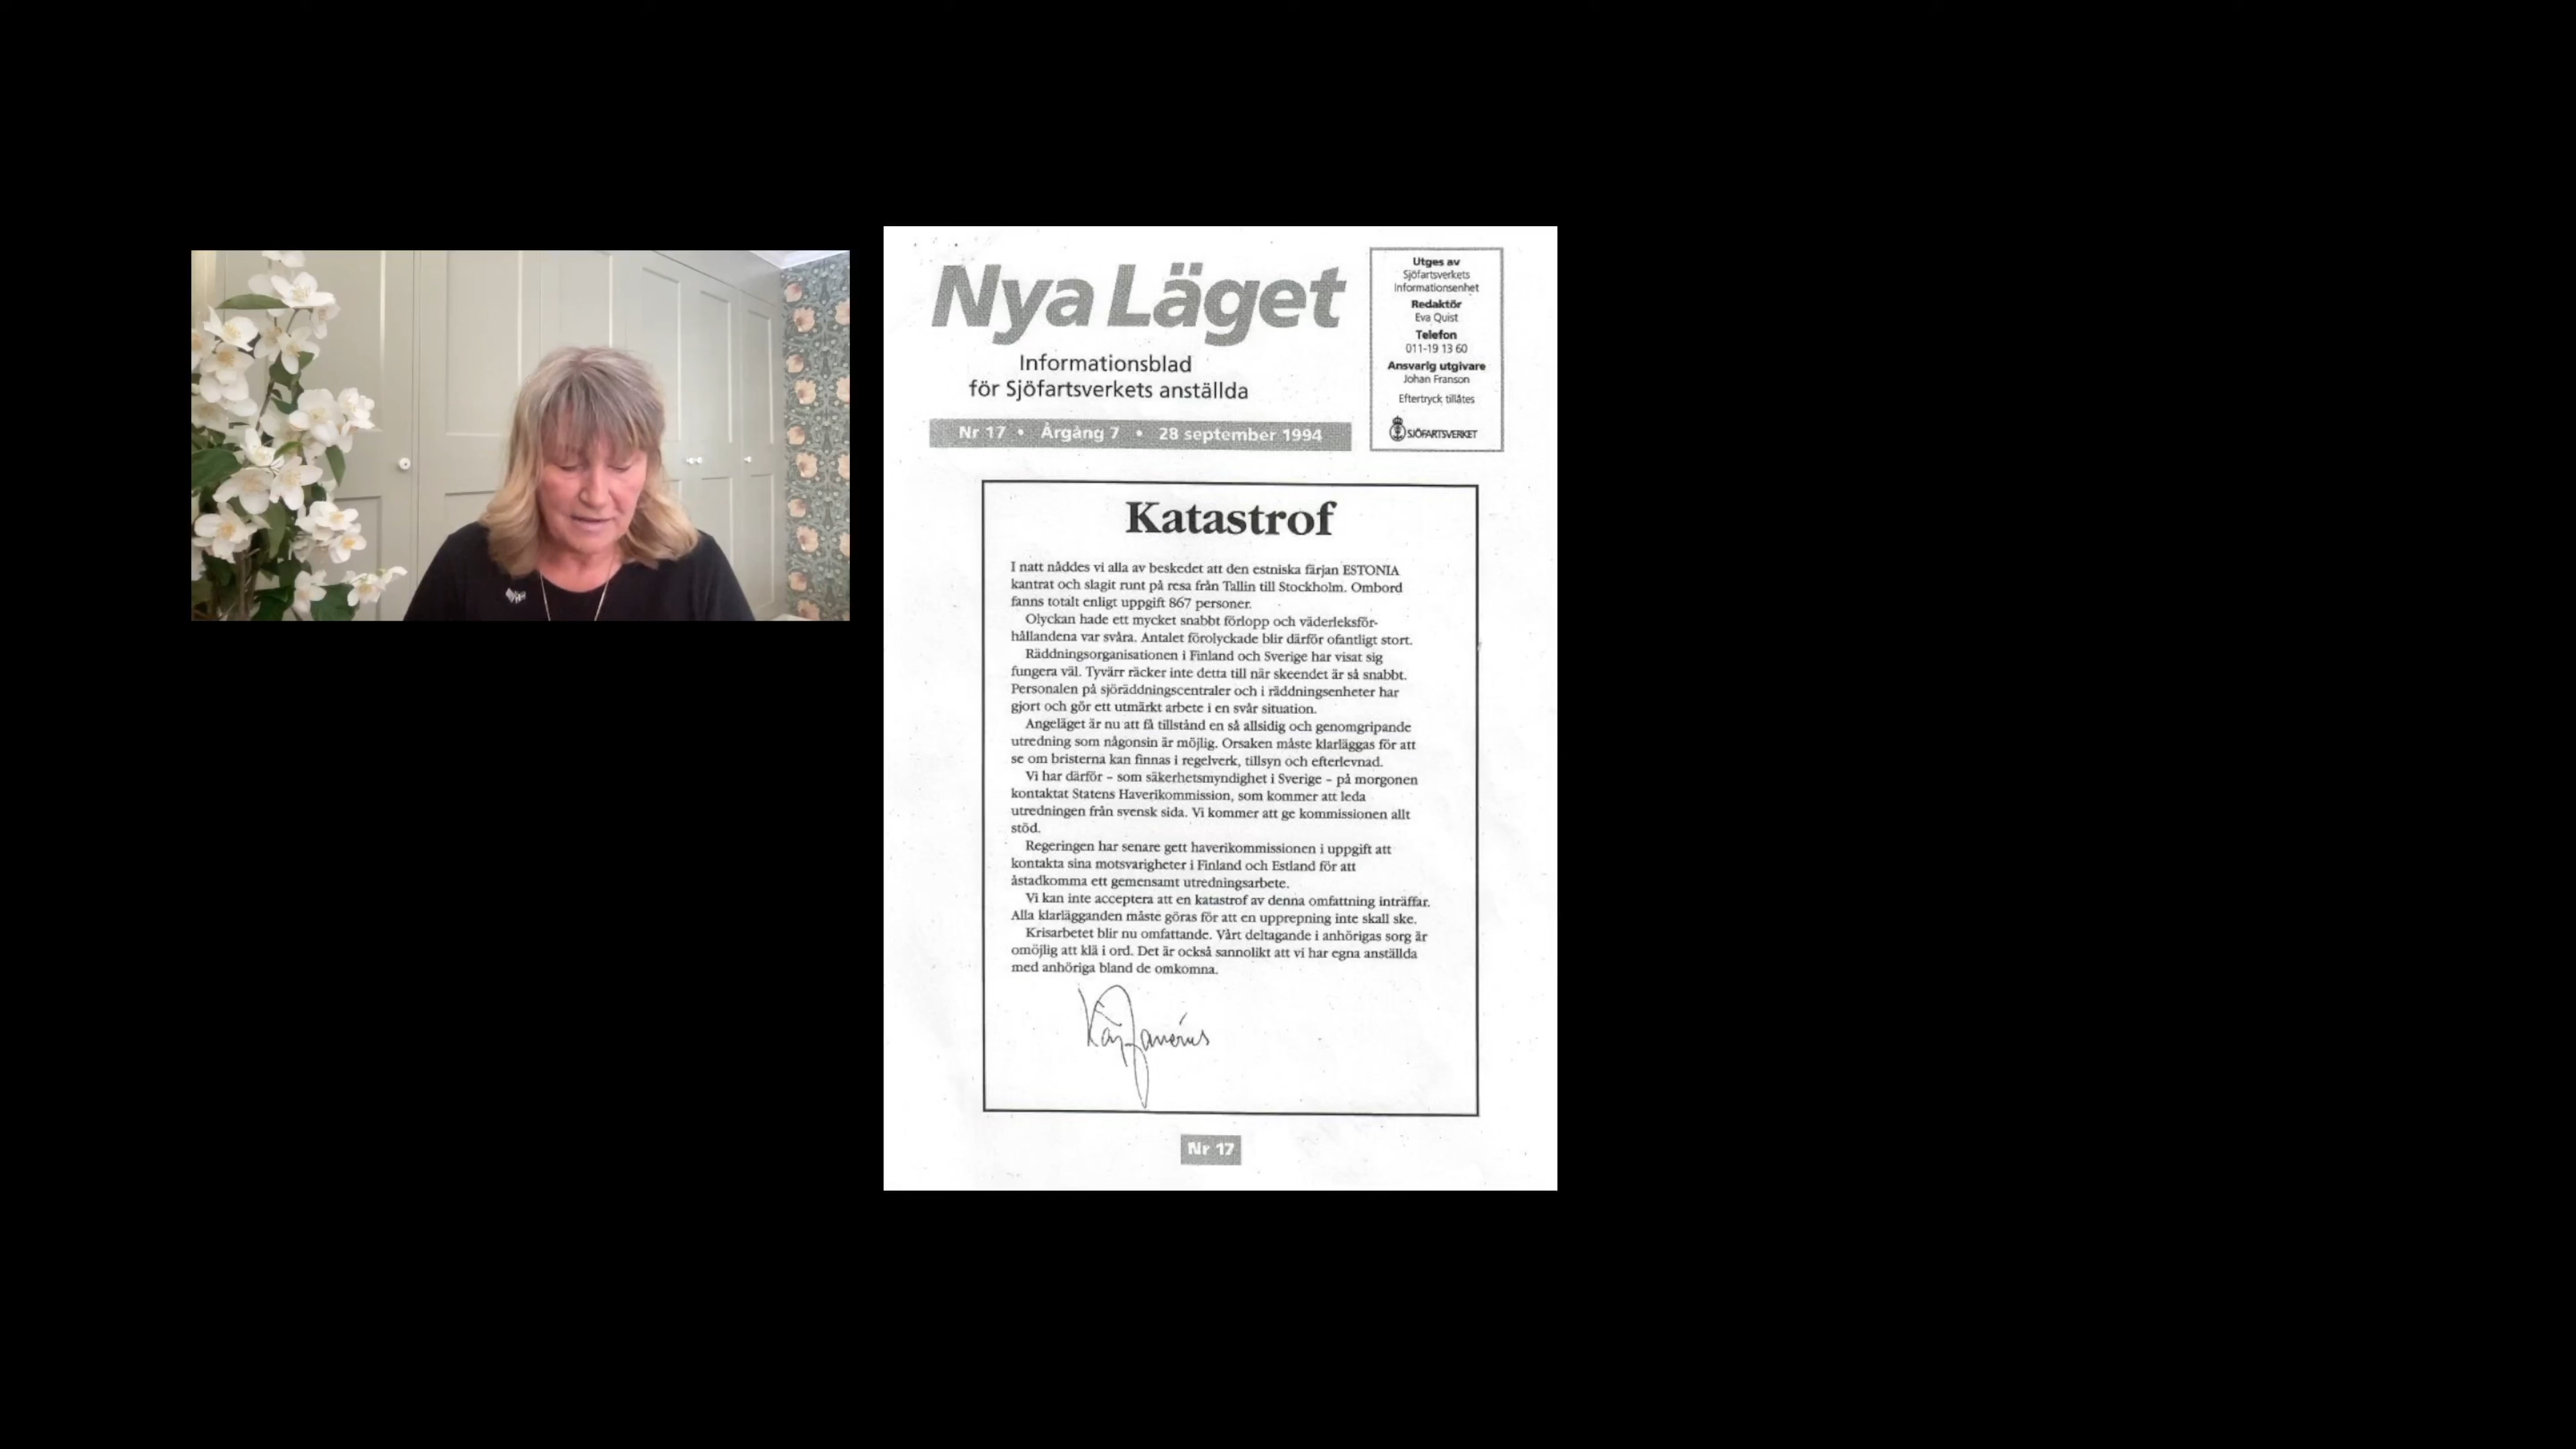 Nya Läget
Informationsblad
för Sjöfartsverkets anställda
Nr 17 • Årgång 7 • 28 september 1994
Utges av
Sjöfartsverkets
Informationsenhet
Redaktör
Eva Quist
Telefon
011-19 13 60
Ansvarig utgivare
Johan Franson
Eftertryck tillåtes
SJÖFARTSVERKET
Katastrof
I natt nåddes vi alla av beskedet att den estniska färjan ESTONIA
kantrat och slagit runt på resa från Tallin till Stockholm. Ombord
fanns totalt enligt uppgift 867 personer.
Olyckan hade ett mycket snabbt förlopp och väderleksför-
hållandena var svåra. Antalet förolyckade blir därför ofantligt stort.
Räddningsorganisationen i Finland och Sverige har visat sig
fungera väl. Tyvärr räcker inte detta till när skeendet är så snabbt.
Personalen på sjöräddningscentraler och i räddningsenheter har
gjort och gör ett utmärkt arbete i en svår situation.
Angeläget är nu att få tillstånd en så allsidig och genomgripande
utredning som någonsin är möjlig. Orsaken måste klarläggas för att
se om bristerna kan finnas i regelverk, tillsyn och efterlevnad.
Vi har därför – som säkerhetsmyndighet i Sverige – på morgonen
kontaktat Statens Haverikommission, som kommer att leda
utredningen från svensk sida. Vi kommer att ge kommissionen allt
stöd.
Regeringen har senare gett haverikommissionen i uppgift att
kontakta sina motsvarigheter i Finland och Estland för att
åstadkomma ett gemensamt utredningsarbete.
Vi kan inte acceptera att en katastrof av denna omfattning inträffar.
Alla klarlägganden måste göras för att en upprepning inte skall ske.
Krisarbetet blir nu omfattande. Vårt deltagande i anhörigas sorg är
omöjlig att klä i ord. Det är också sannolikt att vi har egna anställda
med anhöriga bland de omkomna.
Nr 17